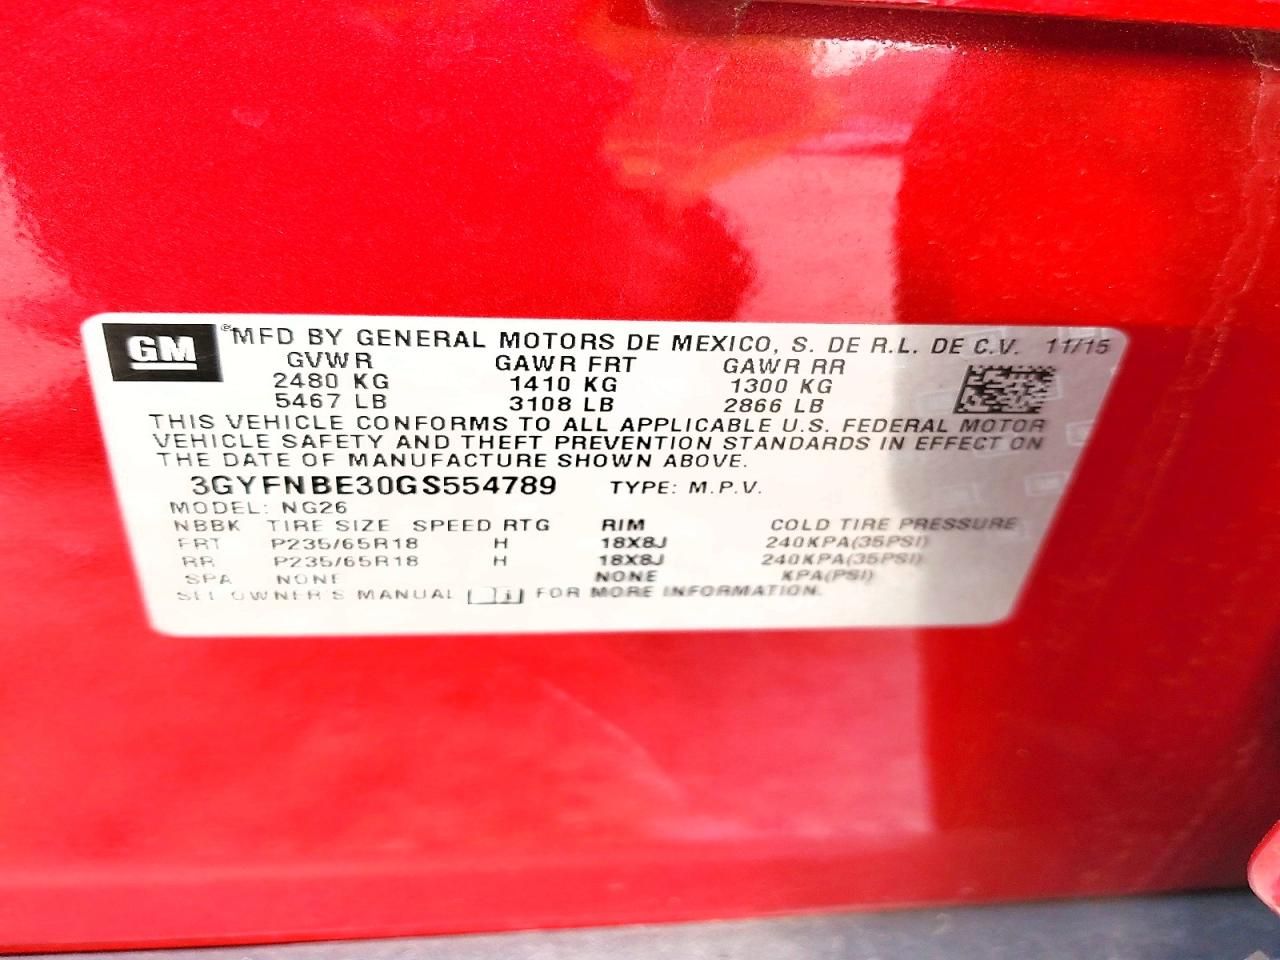 GM ® MFD BY GENERAL MOTORS DE MEXICO, S. DE R.L. DE C.V. 11/15
GVWR GAWR FRT GAWR RR
2480 KG 1410 KG 1300 KG
5467 LB 3108 LB 2866 LB
THIS VEHICLE CONFORMS TO ALL APPLICABLE U.S. FEDERAL MOTOR
VEHICLE SAFETY AND THEFT PREVENTION STANDARDS IN EFFECT ON
THE DATE OF MANUFACTURE SHOWN ABOVE.
3GYFNBE30GS554789 TYPE: M.P.V.
MODEL: NG26
NBBK TIRE SIZE SPEED RTG RIM COLD TIRE PRESSURE
FRT P235/65R18 H 18X8J 240KPA(35PSI)
RR P235/65R18 H 18X8J 240KPA(35PSI)
SPA NONE NONE KPA(PSI)
SEE OWNER'S MANUAL FOR MORE INFORMATION.